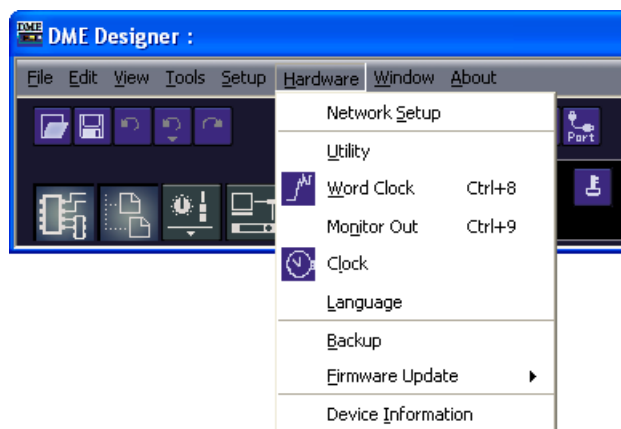 DME DME Designer :
File Edit View Tools Setup Hardware Window About
Network Setup
Port
Utility
Word Clock Ctrl+8
Monitor Out Ctrl+9
Clock
Language
Backup
Firmware Update
Device Information